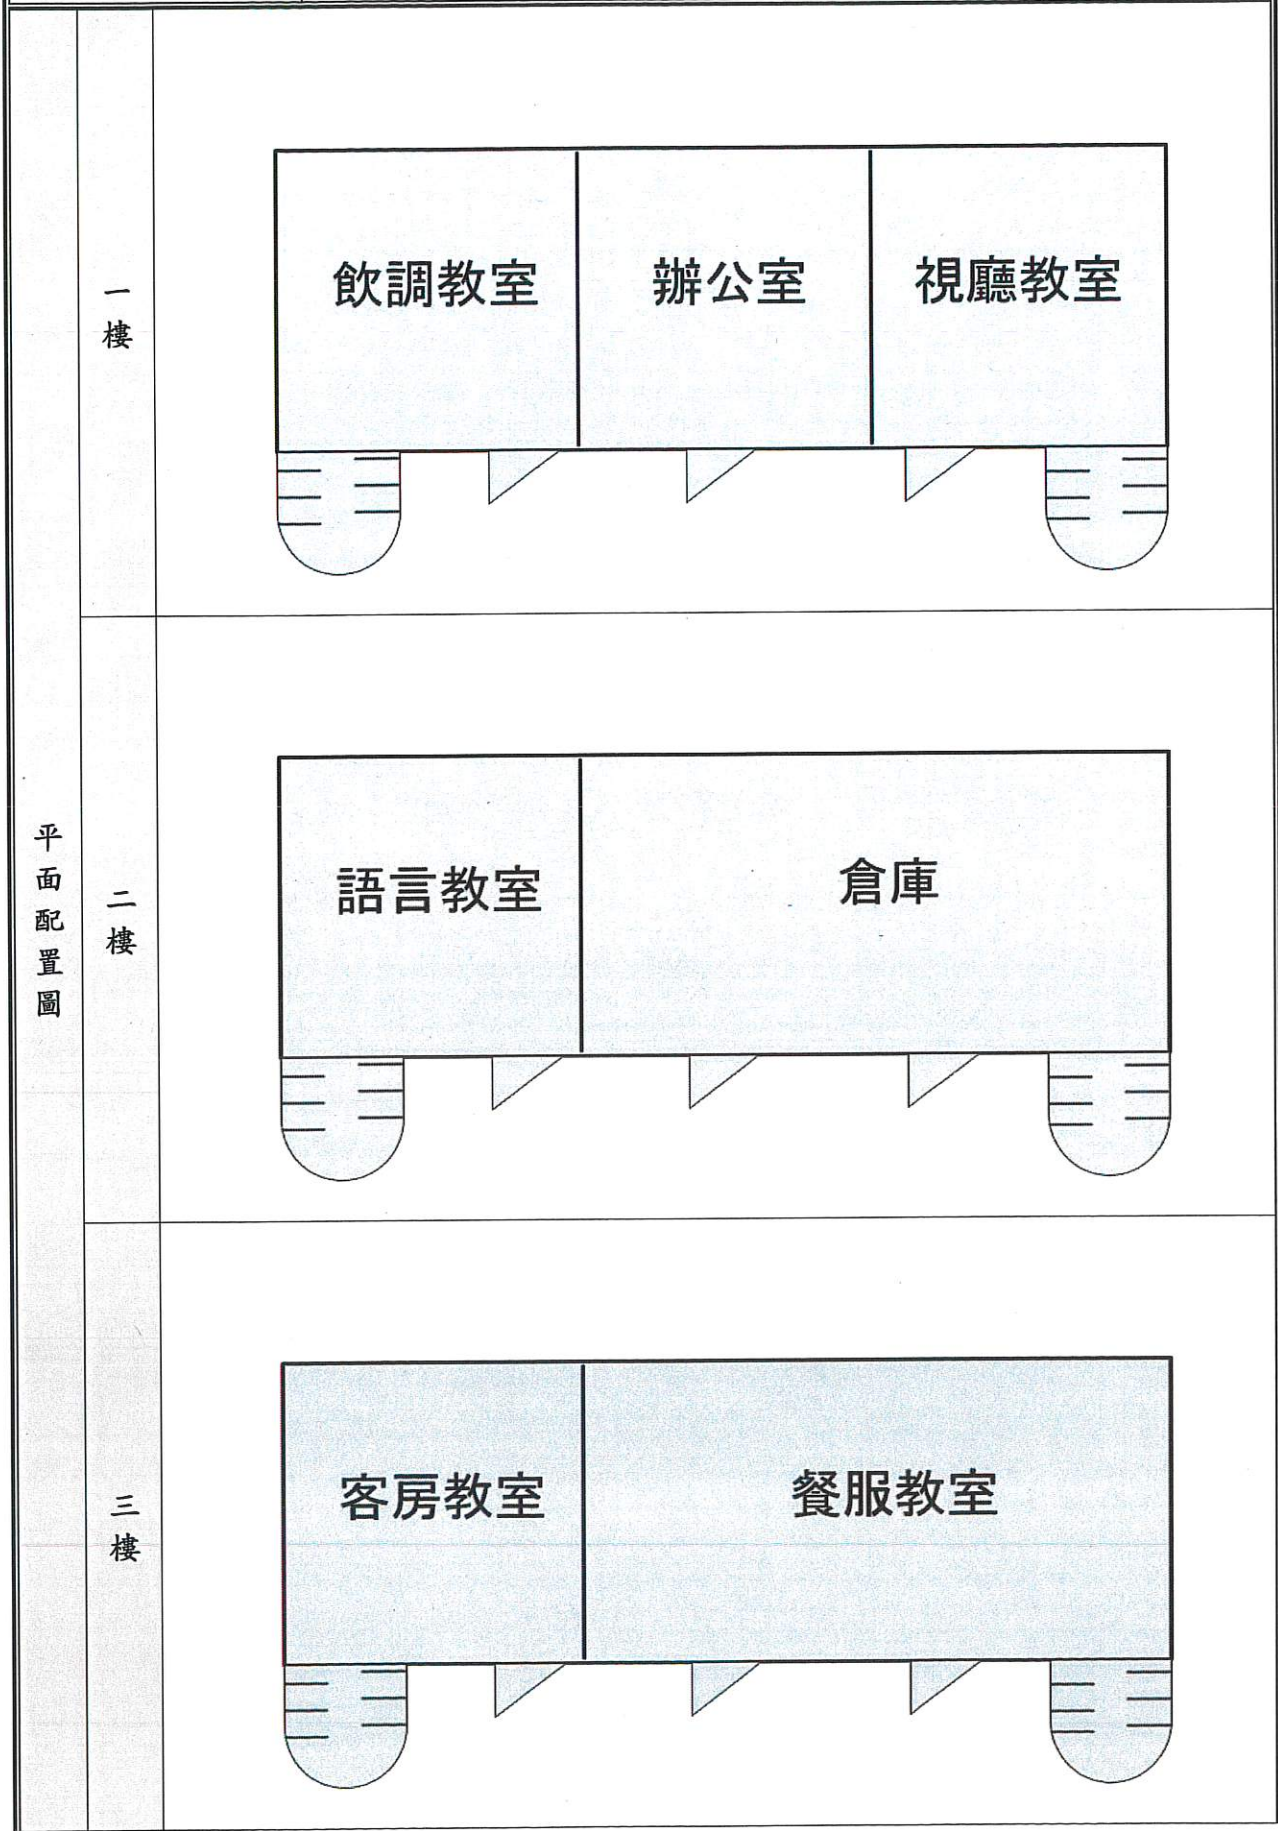 平面配置圖
一樓
飲調教室 辦公室 視廳教室
二樓
語言教室 倉庫
三樓
客房教室 餐服教室